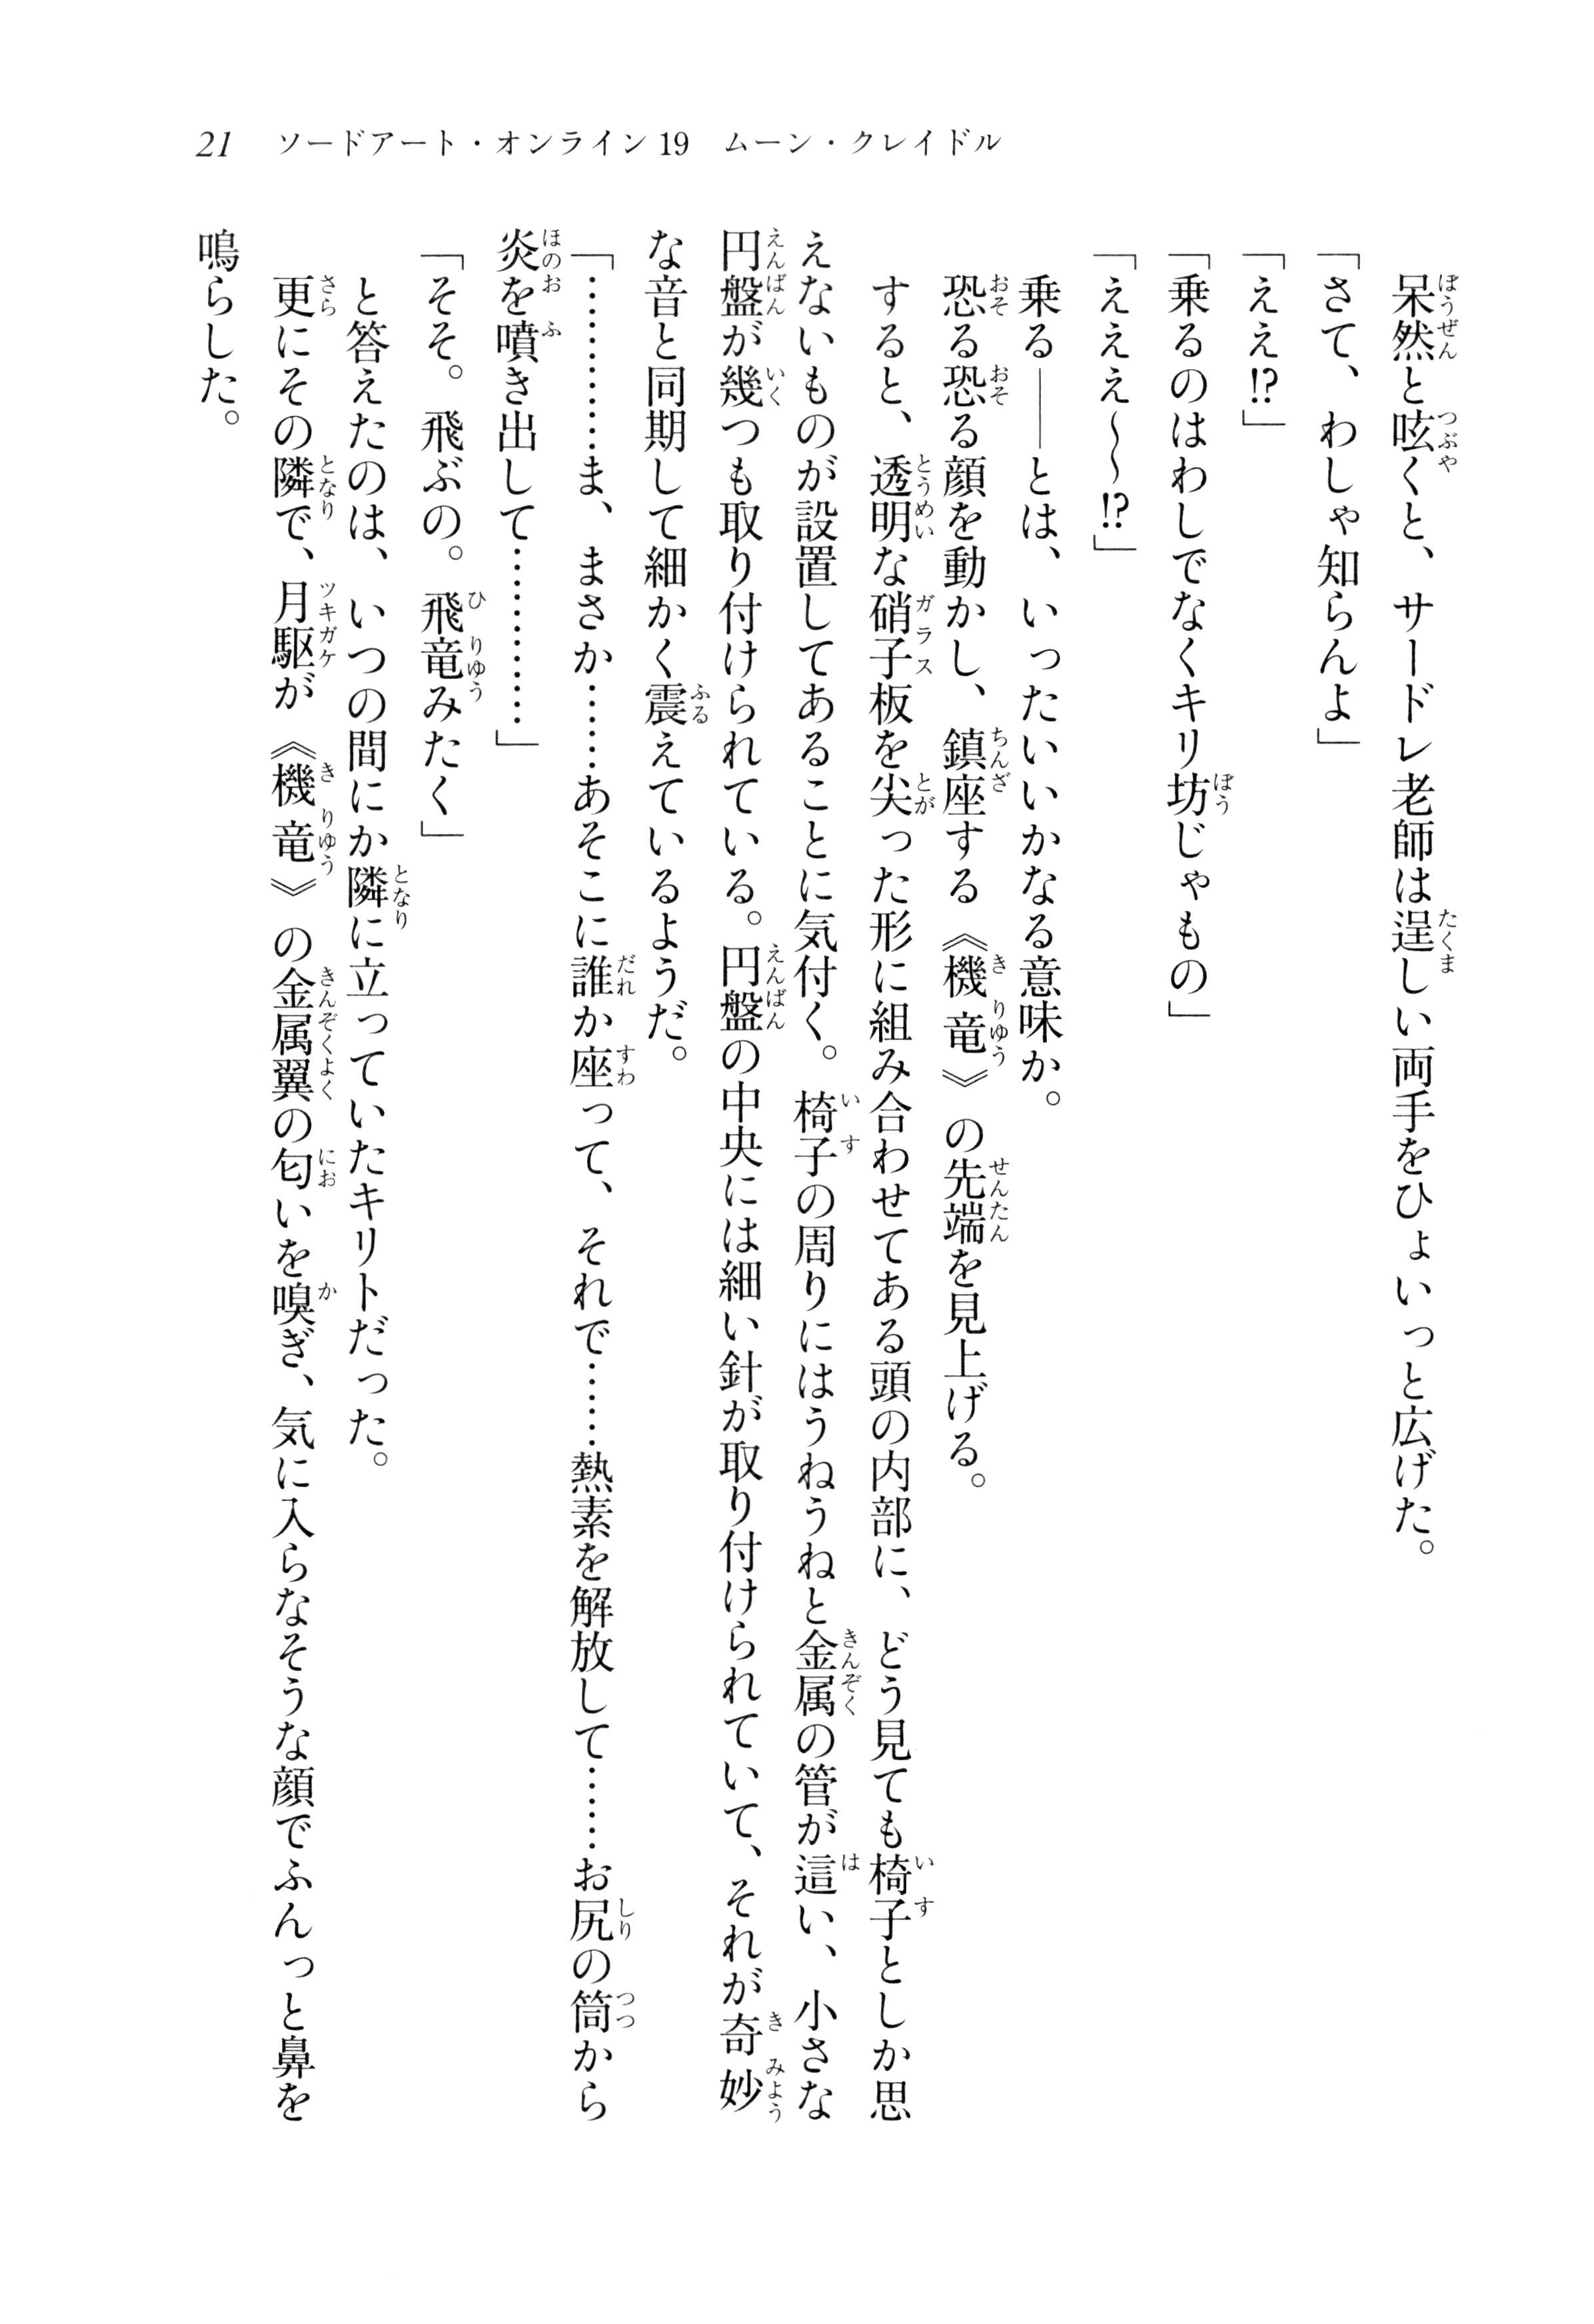 21　ソードアート・オンライン19　ムーン・クレイドル
呆然と呟くと、サードレ老師は逞しい両手をひょいっと広げた。
「さて、わしゃ知らんよ」
「ええ!?」
「乗るのはわしでなくキリ坊じゃもの」
「えええ〜〜!?」
乗る――とは、いったいいかなる意味か。
恐る恐る顔を動かし、鎮座する《機竜》の先端を見上げる。
すると、透明な硝子板を尖った形に組み合わせてある頭の内部に、どう見ても椅子としか思
えないものが設置してあることに気付く。椅子の周りにはうねうねと金属の管が這い、小さな
円盤が幾つも取り付けられている。円盤の中央には細い針が取り付けられていて、それが奇妙
な音と同期して細かく震えているようだ。
「…………ま、まさか……あそこに誰か座って、それで……熱素を解放して……お尻の筒から
炎を噴き出して…………」
「そそ。飛ぶの。飛竜みたく」
と答えたのは、いつの間にか隣に立っていたキリトだった。
更にその隣で、月駆が《機竜》の金属翼の匂いを嗅ぎ、気に入らなそうな顔でふんっと鼻を
鳴らした。